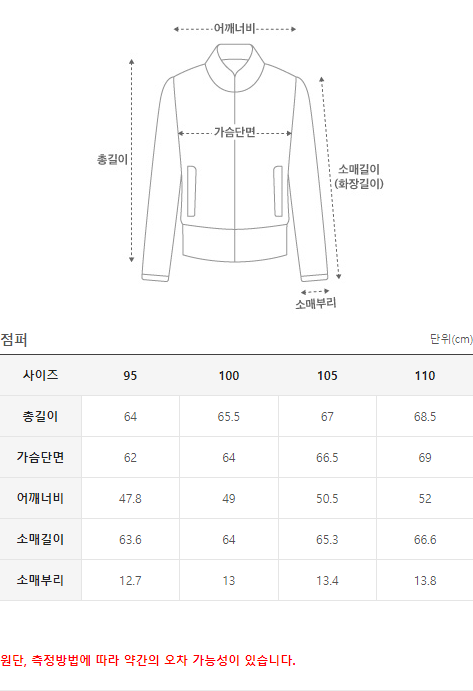 어깨너비
가슴단면
총길이
소매길이
(화장길이)
소매부리
점퍼 단위(cm)
사이즈 95 100 105 110
총길이 64 65.5 67 68.5
가슴단면 62 64 66.5 69
어깨너비 47.8 49 50.5 52
소매길이 63.6 64 65.3 66.6
소매부리 12.7 13 13.4 13.8
원단, 측정방법에 따라 약간의 오차 가능성이 있습니다.